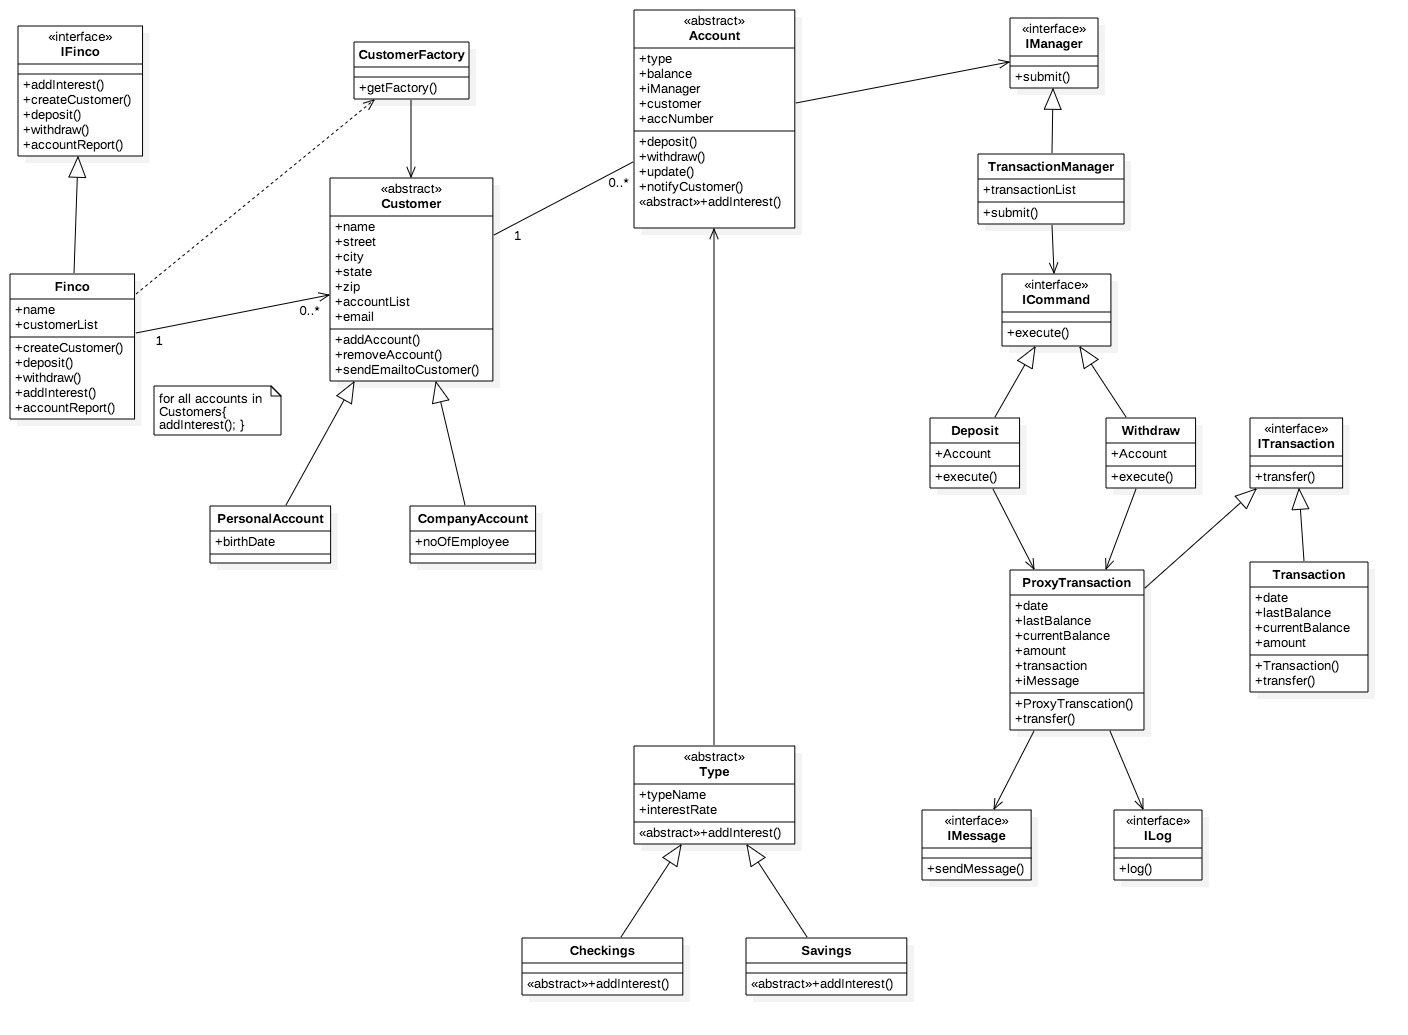 «interface»
IFinco
+addInterest()
+createCustomer()
+deposit()
+withdraw()
+accountReport()
CustomerFactory
+getFactory()
«abstract»
Account
+type
+balance
+iManager
+customer
+accNumber
+deposit()
+withdraw()
+update()
+notifyCustomer()
«abstract»+addInterest()
«interface»
IManager
+submit()
TransactionManager
+transactionList
+submit()
«abstract»
Customer
+name
+street
+city
+state
+zip
+accountList
+email
+addAccount()
+removeAccount()
+sendEmailtoCustomer()
0..*
1
Finco
+name
+customerList
+createCustomer()
+deposit()
+withdraw()
+addInterest()
+accountReport()
0..*
1
for all accounts in
Customers{
addInterest(); }
«interface»
ICommand
+execute()
Deposit
+Account
+execute()
Withdraw
+Account
+execute()
«interface»
ITransaction
+transfer()
PersonalAccount
+birthDate
CompanyAccount
+noOfEmployee
ProxyTransaction
+date
+lastBalance
+currentBalance
+amount
+transaction
+iMessage
+ProxyTranscation()
+transfer()
Transaction
+date
+lastBalance
+currentBalance
+amount
+Transaction()
+transfer()
«abstract»
Type
+typeName
+interestRate
«abstract»+addInterest()
«interface»
IMessage
+sendMessage()
«interface»
ILog
+log()
Checkings
«abstract»+addInterest()
Savings
«abstract»+addInterest()